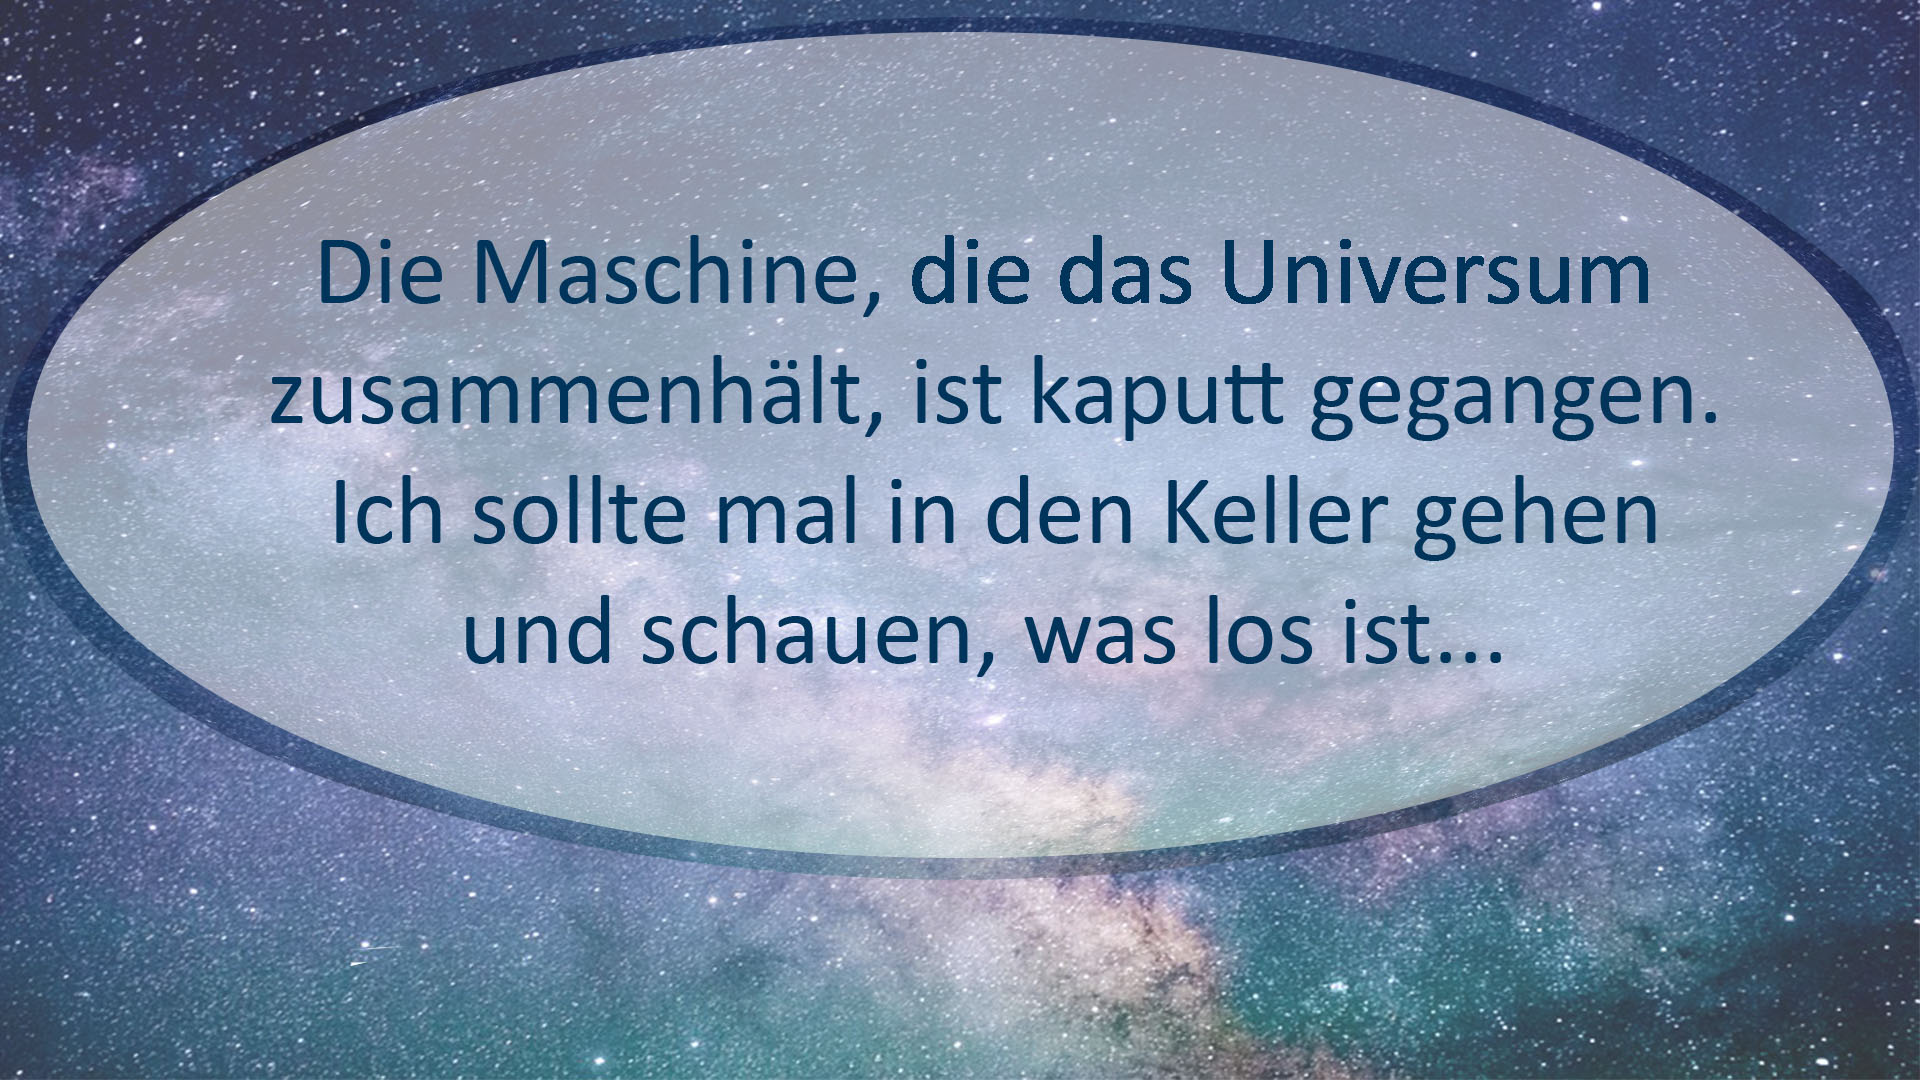 Die Maschine, die das Universum
zusammenhält, ist kaputt gegangen.
Ich sollte mal in den Keller gehen
und schauen, was los ist...